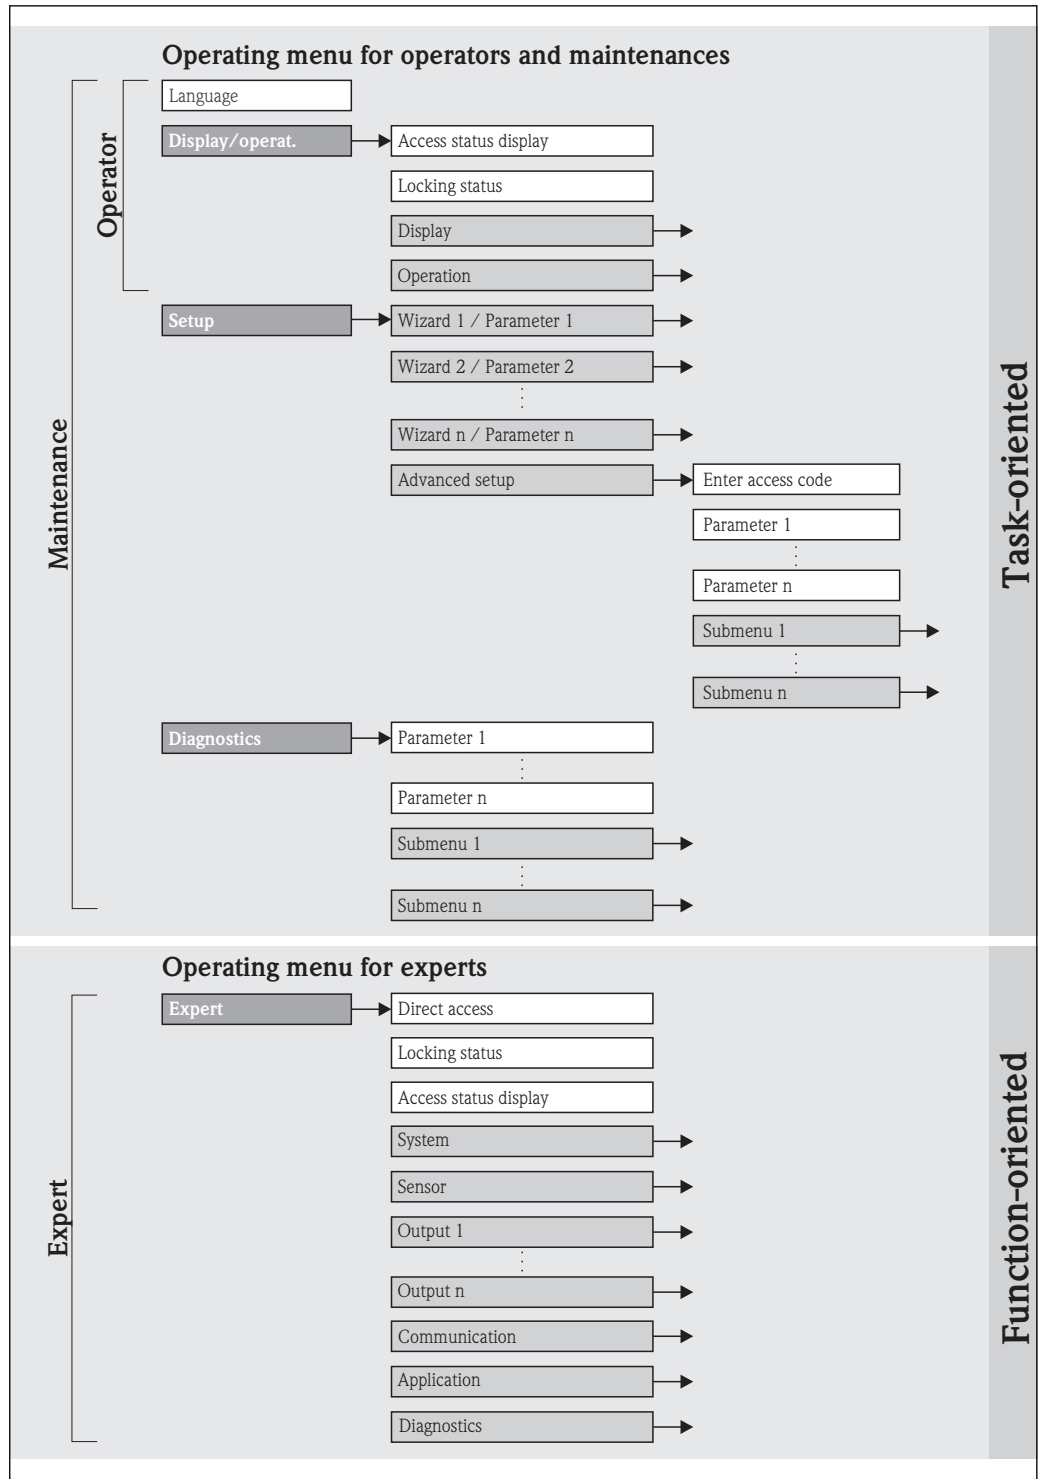 Operating menu for operators and maintenances
Language
Operator
Display/operat.
Access status display
Locking status
Display
Operation
Maintenance
Setup
Wizard 1 / Parameter 1
Wizard 2 / Parameter 2
Wizard n / Parameter n
Advanced setup
Enter access code
Parameter 1
Parameter n
Submenu 1
Submenu n
Task-oriented
Diagnostics
Parameter 1
Parameter n
Submenu 1
Submenu n
Operating menu for experts
Expert
Expert
Direct access
Locking status
Access status display
System
Sensor
Output 1
Output n
Communication
Application
Diagnostics
Function-oriented